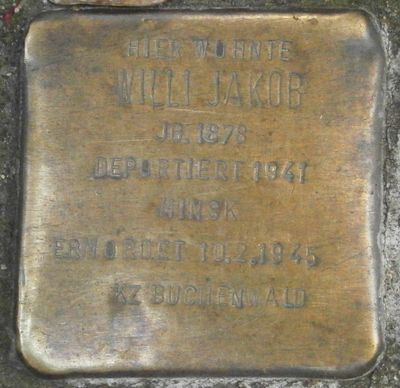 HIER WOHNTE
WILLI JAKOB
JG. 1878
DEPORTIERT 1941
MINSK
ERMORDET 10.2.1945
KZ BUCHENWALD